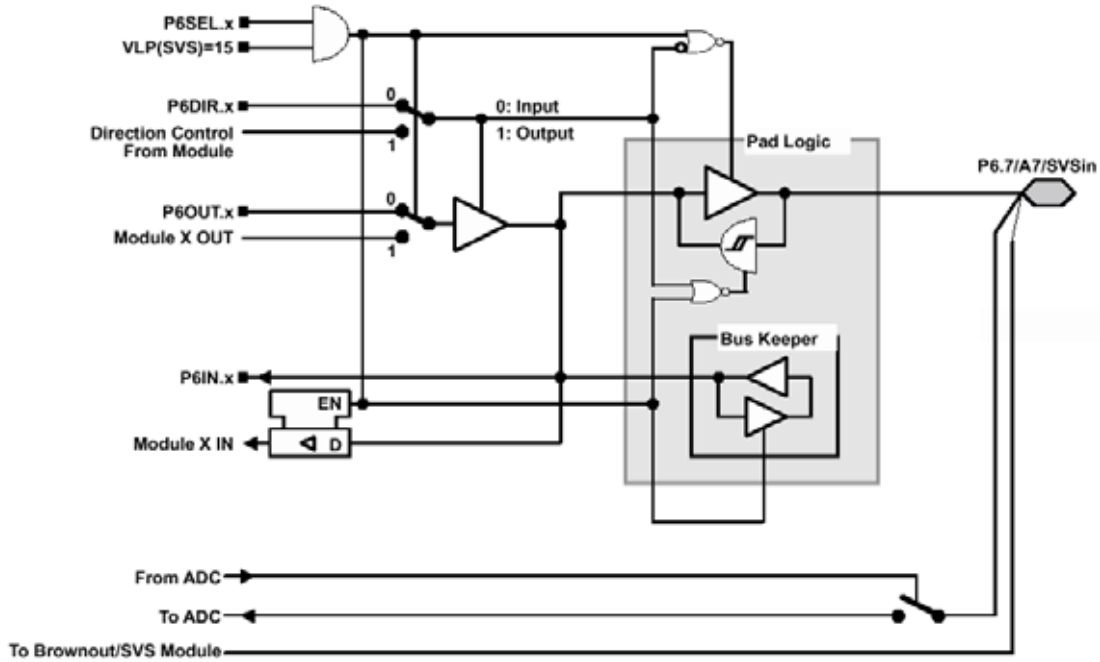 P6SEL.x
VLP(SVS)=15
P6DIR.x
0
0: Input
Direction Control
From Module
1
1: Output
Pad Logic
P6.7/A7/SVSin
P6OUT.x
0
Module X OUT
1
Bus Keeper
P6IN.x
EN
Module X IN
D
From ADC
To ADC
To Brownout/SVS Module